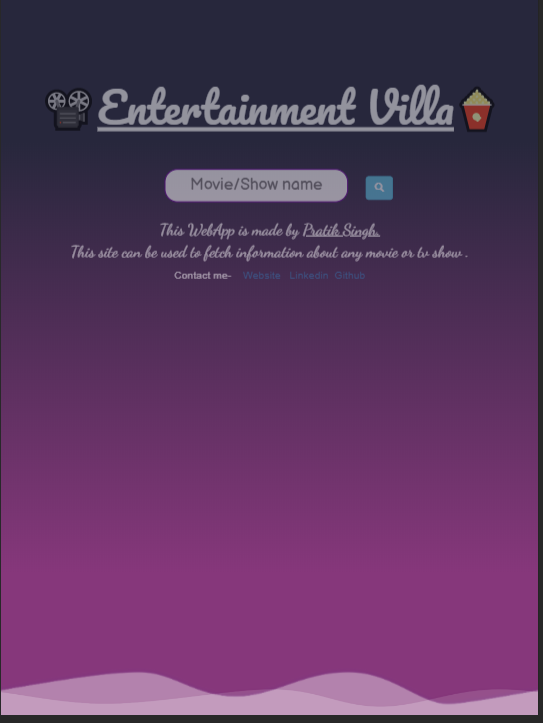 Entertainment Villa
Movie/Show name
This WebApp is made by Pratik Singh.
This site can be used to fetch information about any movie or tv show .
Contact me- Website Linkedin Github